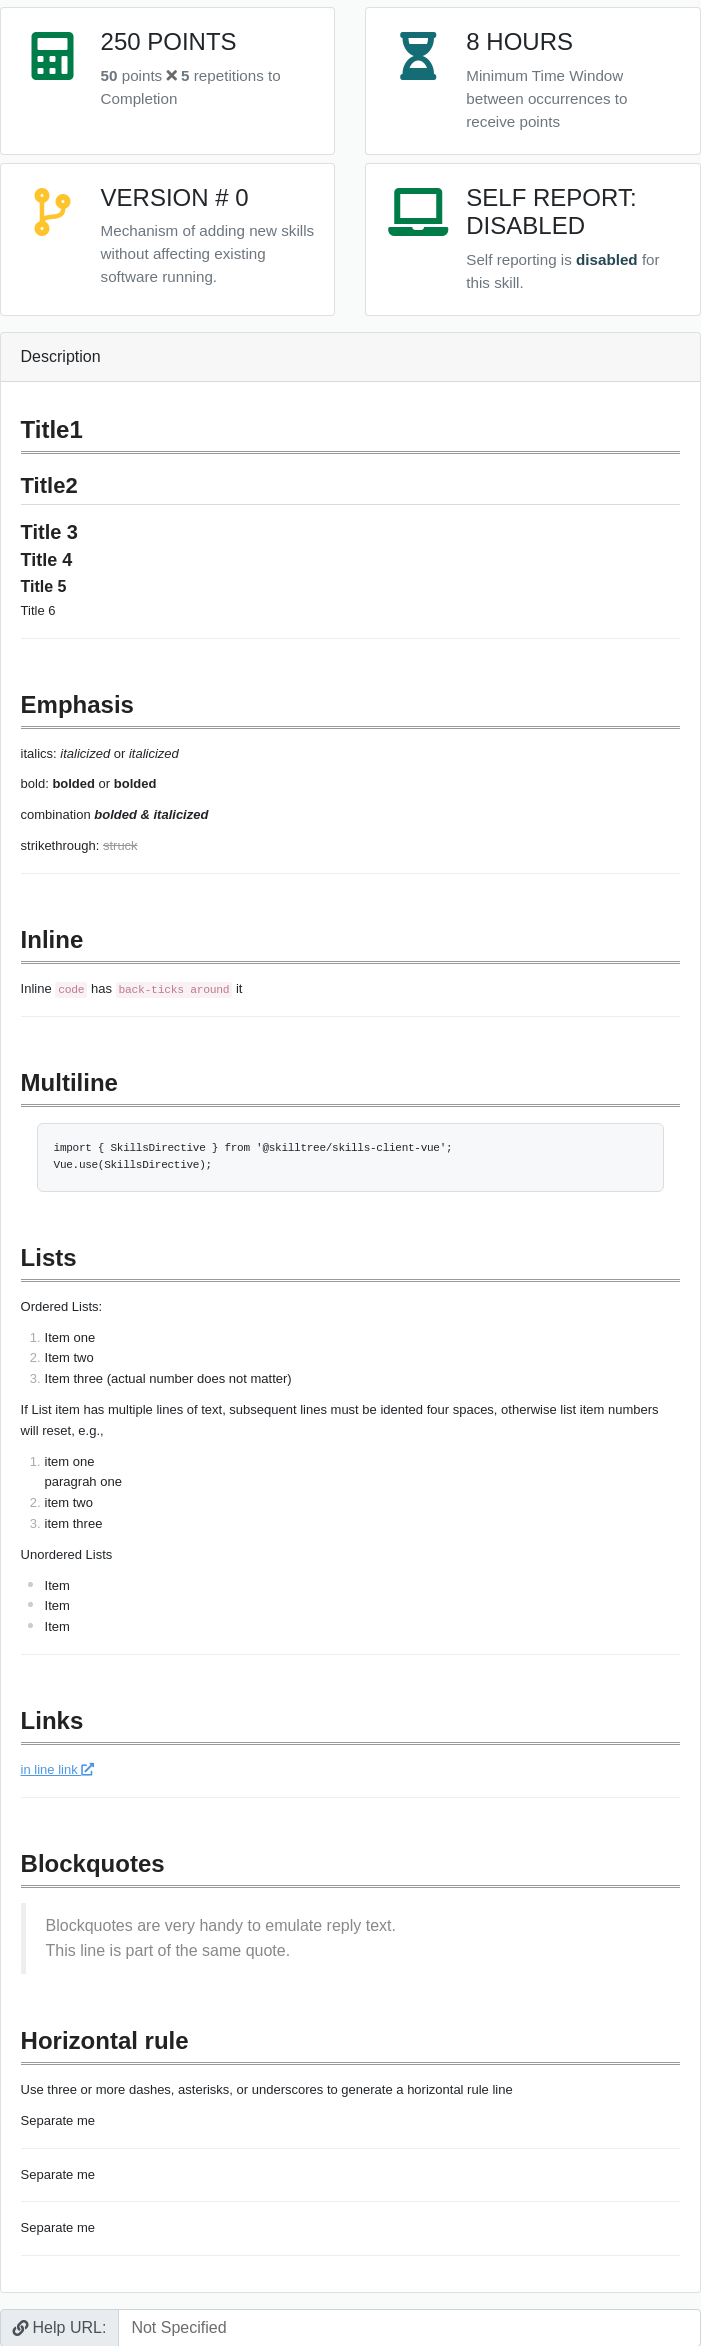 250 POINTS
50 points × 5 repetitions to
Completion
8 HOURS
Minimum Time Window
between occurrences to
receive points
VERSION # 0
Mechanism of adding new skills
without affecting existing
software running.
SELF REPORT:
DISABLED
Self reporting is disabled for
this skill.
Description
Title1
Title2
Title 3
Title 4
Title 5
Title 6
Emphasis
italics: italicized or italicized
bold: bolded or bolded
combination bolded & italicized
strikethrough: struck
Inline
Inline code has back-ticks around it
Multiline
import { SkillsDirective } from '@skilltree/skills-client-vue';
Vue.use(SkillsDirective);
Lists
Ordered Lists:
1. Item one
2. Item two
3. Item three (actual number does not matter)
If List item has multiple lines of text, subsequent lines must be idented four spaces, otherwise list item numbers
will reset, e.g.,
1. item one
paragrah one
2. item two
3. item three
Unordered Lists
• Item
• Item
• Item
Links
in line link
Blockquotes
Blockquotes are very handy to emulate reply text.
This line is part of the same quote.
Horizontal rule
Use three or more dashes, asterisks, or underscores to generate a horizontal rule line
Separate me
Separate me
Separate me
Help URL: Not Specified